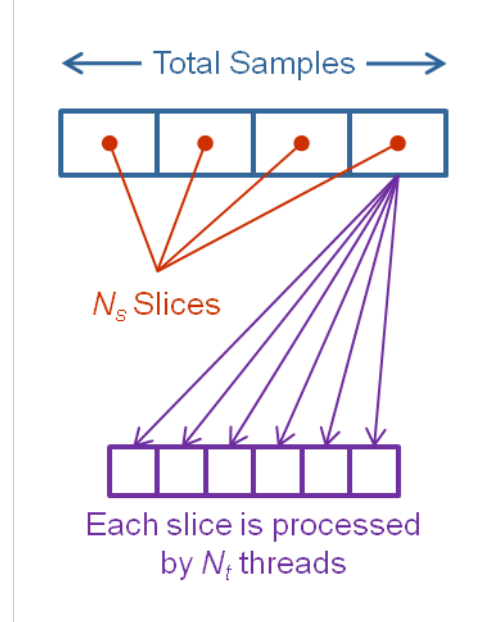 Total Samples
Nₛ Slices
Each slice is processed
by Nₜ threads